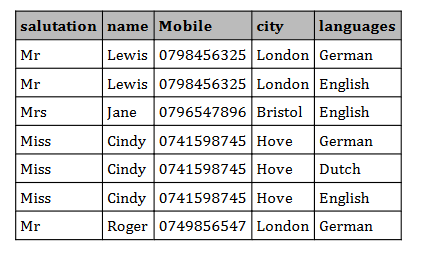 salutation name Mobile city languages
Mr Lewis 0798456325 London German
Mr Lewis 0798456325 London English
Mrs Jane 0796547896 Bristol English
Miss Cindy 0741598745 Hove German
Miss Cindy 0741598745 Hove Dutch
Miss Cindy 0741598745 Hove English
Mr Roger 0749856547 London German